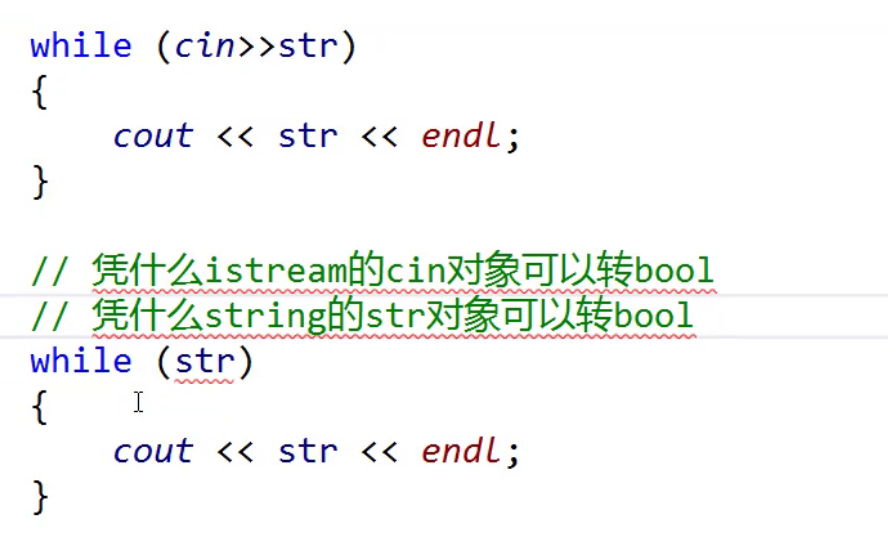 while (cin>>str)
{
    cout << str << endl;
}
// 凭什么istream的cin对象可以转bool
// 凭什么string的str对象可以转bool
while (str)
{
    cout << str << endl;
}